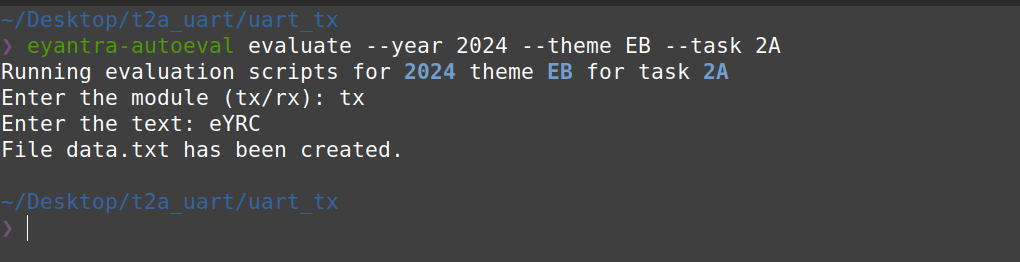 ~/Desktop/t2a_uart/uart_tx
❯ eyantra-autoeval evaluate --year 2024 --theme EB --task 2A
Running evaluation scripts for 2024 theme EB for task 2A
Enter the module (tx/rx): tx
Enter the text: eYRC
File data.txt has been created.
~/Desktop/t2a_uart/uart_tx
❯